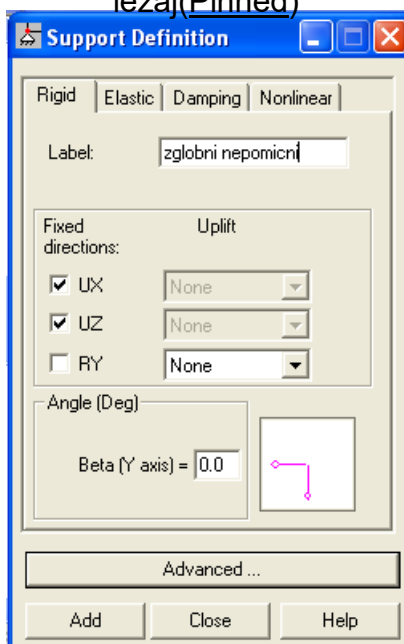 ležaj(Pinned)
Support Definition
Rigid Elastic Damping Nonlinear
Label: zglobni nepomicni
Fixed directions: Uplift
UX None
UZ None
RY None
Angle (Deg)
Beta (Y axis) = 0.0
Advanced ...
Add Close Help